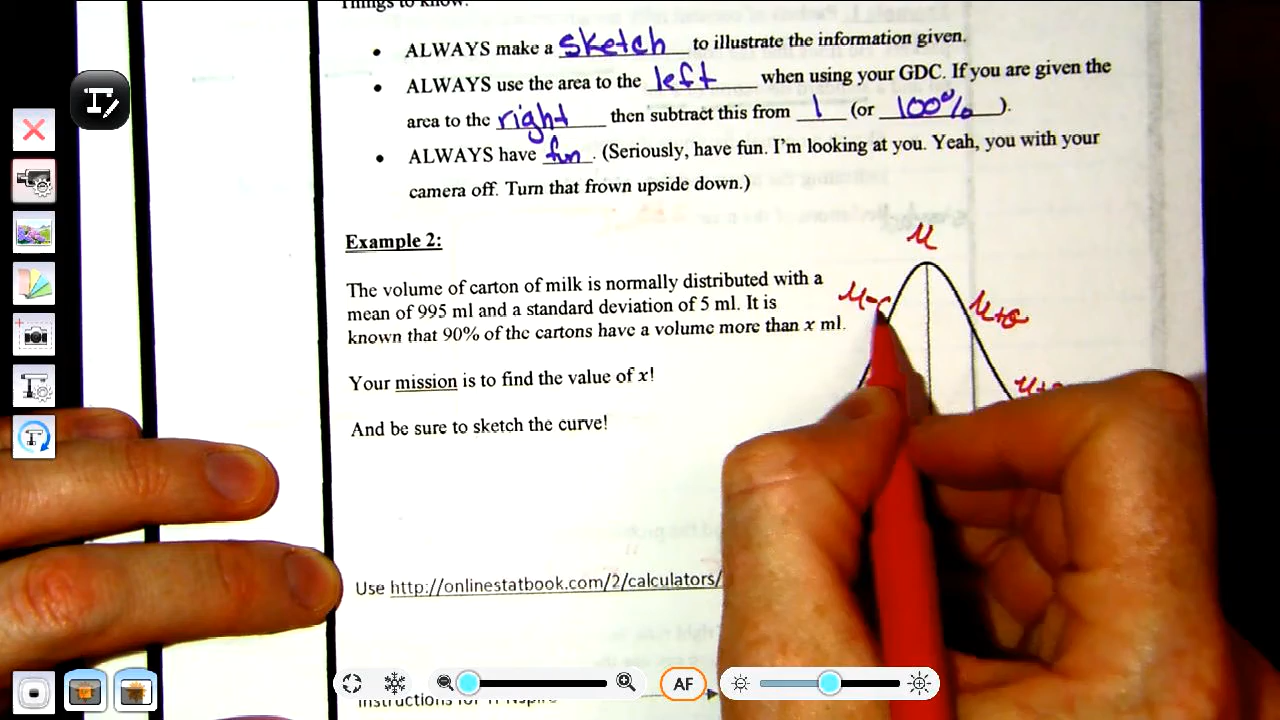 Things to know:
• ALWAYS make a sketch to illustrate the information given.
• ALWAYS use the area to the left when using your GDC. If you are given the
area to the right then subtract this from 1 (or 100%).
• ALWAYS have fun. (Seriously, have fun. I'm looking at you. Yeah, you with your
camera off. Turn that frown upside down.)
Example 2:
μ
The volume of carton of milk is normally distributed with a
mean of 995 ml and a standard deviation of 5 ml. It is
known that 90% of the cartons have a volume more than x ml.
μ-σ
μ+σ
Your mission is to find the value of x!
And be sure to sketch the curve!
Use http://onlinestatbook.com/2/calculators/
AF